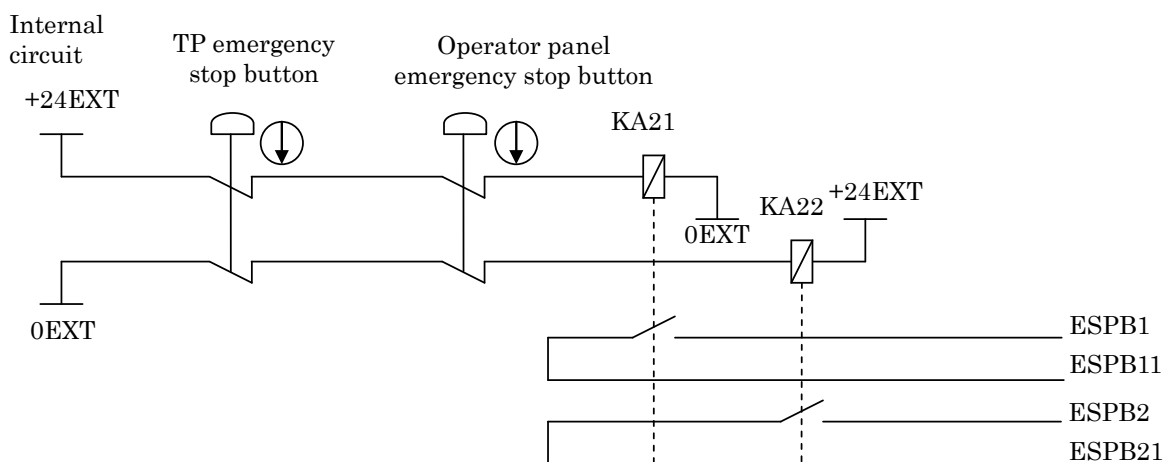 Internal
circuit
TP emergency
stop button
Operator panel
emergency stop button
+24EXT
KA21
KA22
+24EXT
0EXT
0EXT
ESPB1
ESPB11
ESPB2
ESPB21